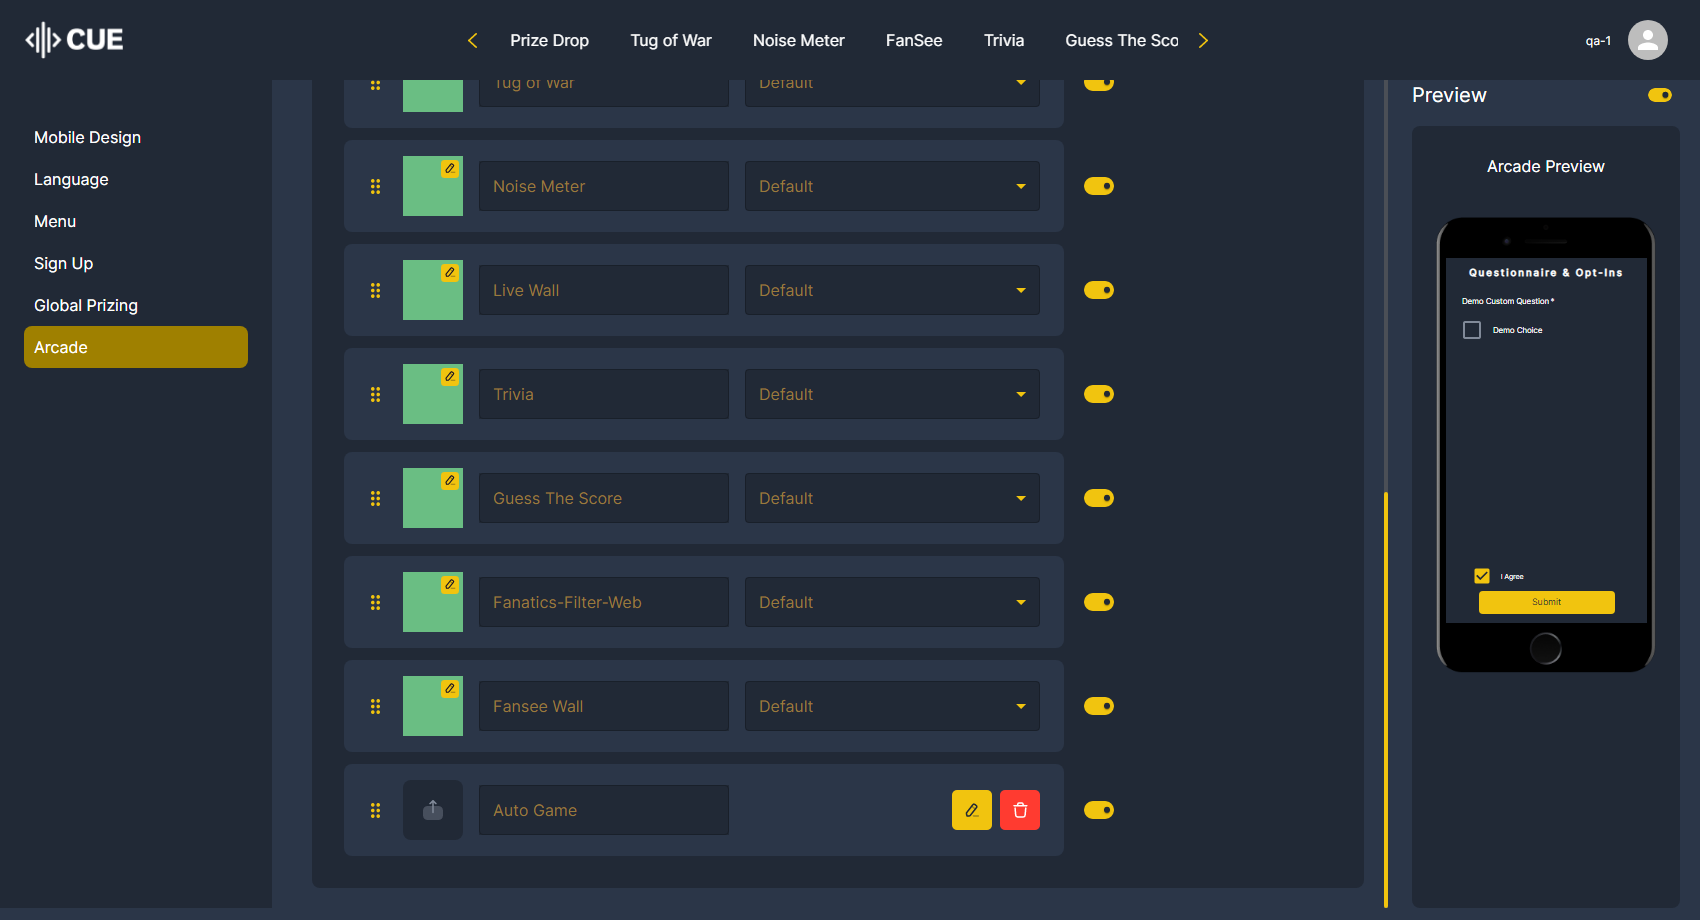 CUE
Prize Drop Tug of War Noise Meter FanSee Trivia Guess The Sco
qa-1
Mobile Design
Language
Menu
Sign Up
Global Prizing
Arcade
Tug of War Default
Noise Meter Default
Live Wall Default
Trivia Default
Guess The Score Default
Fanatics-Filter-Web Default
Fansee Wall Default
Auto Game
Preview
Arcade Preview
Questionnaire & Opt-Ins
Demo Custom Question*
Demo Choice
I Agree
Submit